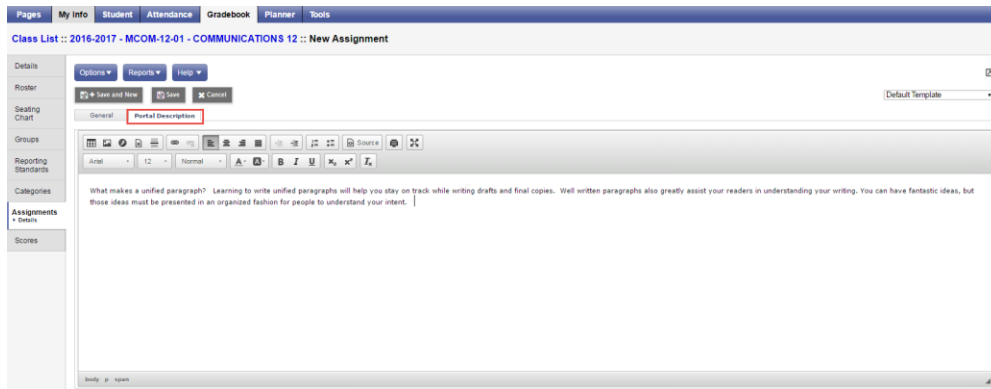 Pages My Info Student Attendance Gradebook Planner Tools
Class List :: 2016-2017 - MCOM-12-01 - COMMUNICATIONS 12 :: New Assignment
Details
Roster
Seating
Chart
Groups
Reporting
Standards
Categories
Assignments
Details
Scores
Options Reports Help
+ Save and New Save Cancel
Default Template
General Portal Description
Source
Arial 12 Normal A A B I U x₂ x² Tx
What makes a unified paragraph? Learning to write unified paragraphs will help you stay on track while writing drafts and final copies. Well written paragraphs also greatly assist your readers in understanding your writing. You can have fantastic ideas, but
those ideas must be presented in an organized fashion for people to understand your intent.
body p span